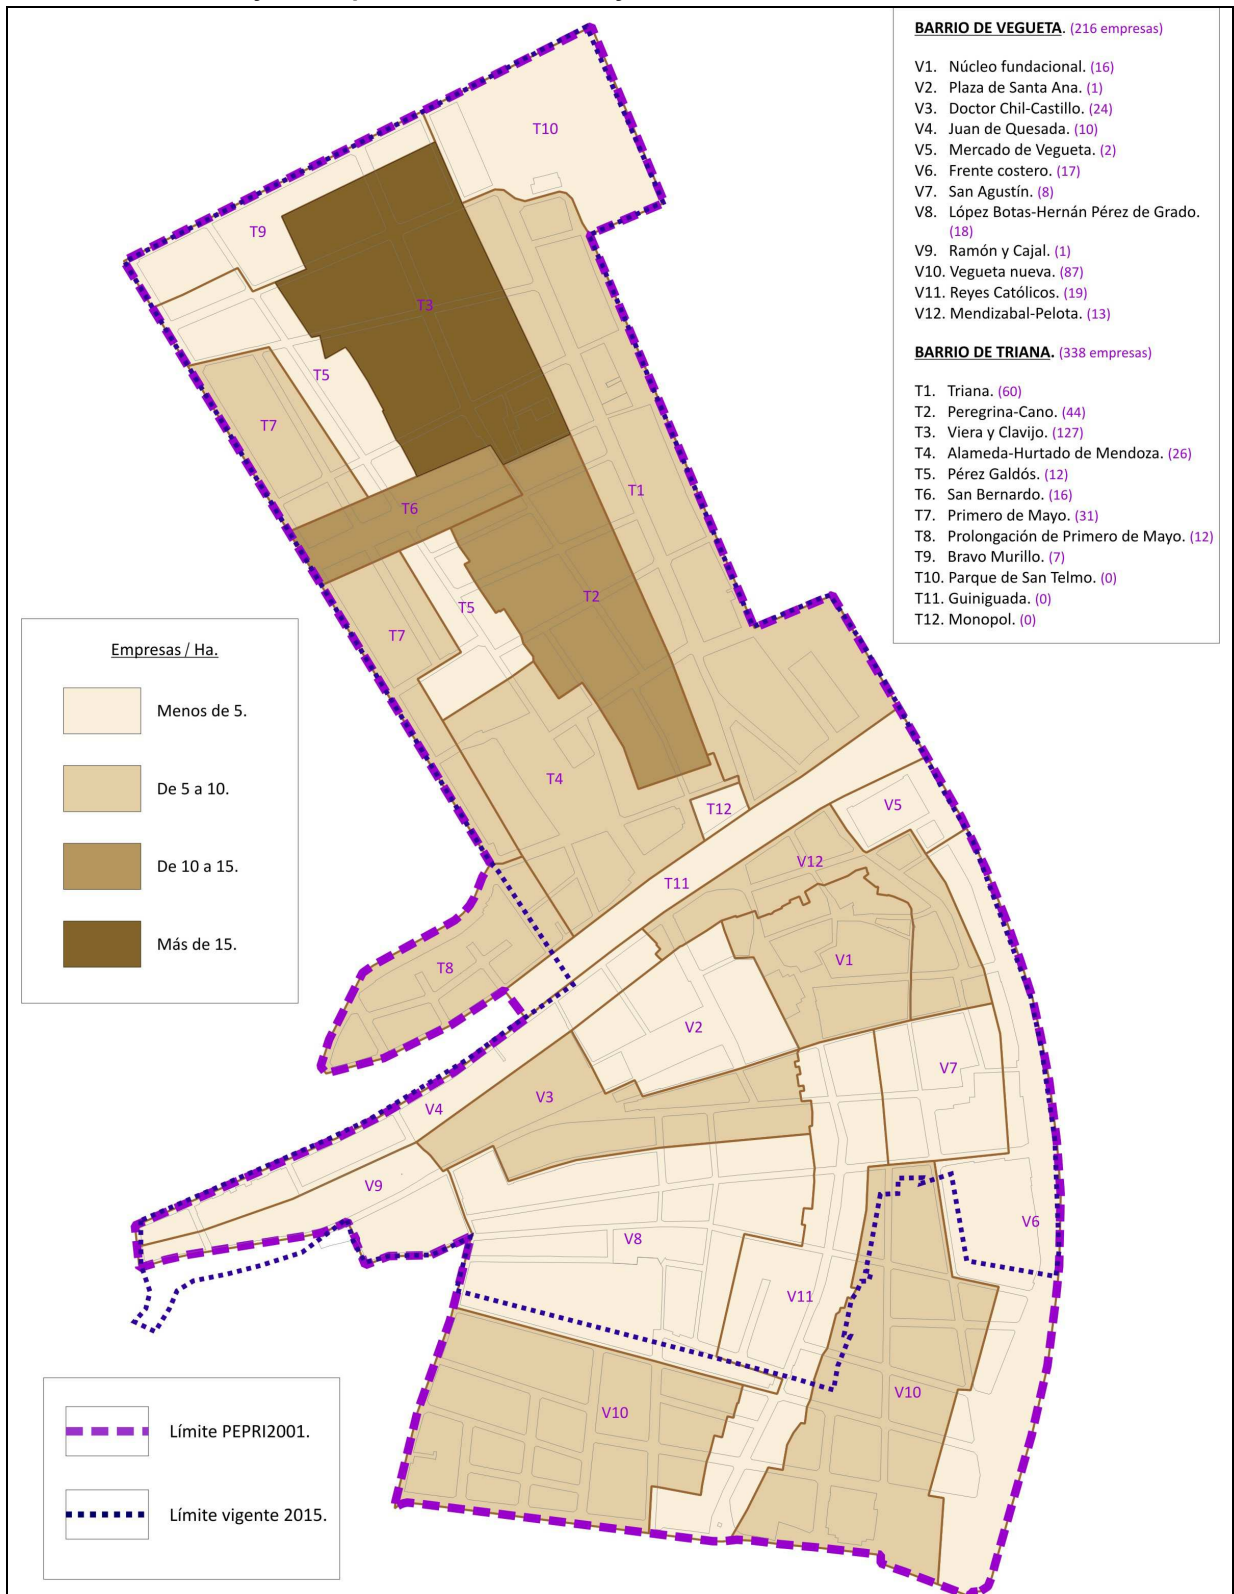 BARRIO DE VEGUETA. (216 empresas)
V1. Núcleo fundacional. (16)
V2. Plaza de Santa Ana. (1)
V3. Doctor Chil-Castillo. (24)
V4. Juan de Quesada. (10)
V5. Mercado de Vegueta. (2)
V6. Frente costero. (17)
V7. San Agustín. (8)
V8. López Botas-Hernán Pérez de Grado.
(18)
V9. Ramón y Cajal. (1)
V10. Vegueta nueva. (87)
V11. Reyes Católicos. (19)
V12. Mendizabal-Pelota. (13)
BARRIO DE TRIANA. (338 empresas)
T1. Triana. (60)
T2. Peregrina-Cano. (44)
T3. Viera y Clavijo. (127)
T4. Alameda-Hurtado de Mendoza. (26)
T5. Pérez Galdós. (12)
T6. San Bernardo. (16)
T7. Primero de Mayo. (31)
T8. Prolongación de Primero de Mayo. (12)
T9. Bravo Murillo. (7)
T10. Parque de San Telmo. (0)
T11. Guiniguada. (0)
T12. Monopol. (0)
T10
T9
T3
T5
T7
T1
T6
T2
T5
T7
T4
T12
V5
V12
T11
V1
T8
V2
V7
V3
V4
V9
V6
V8
V11
V10
V10
Empresas / Ha.
Menos de 5.
De 5 a 10.
De 10 a 15.
Más de 15.
Límite PEPRI2001.
Límite vigente 2015.